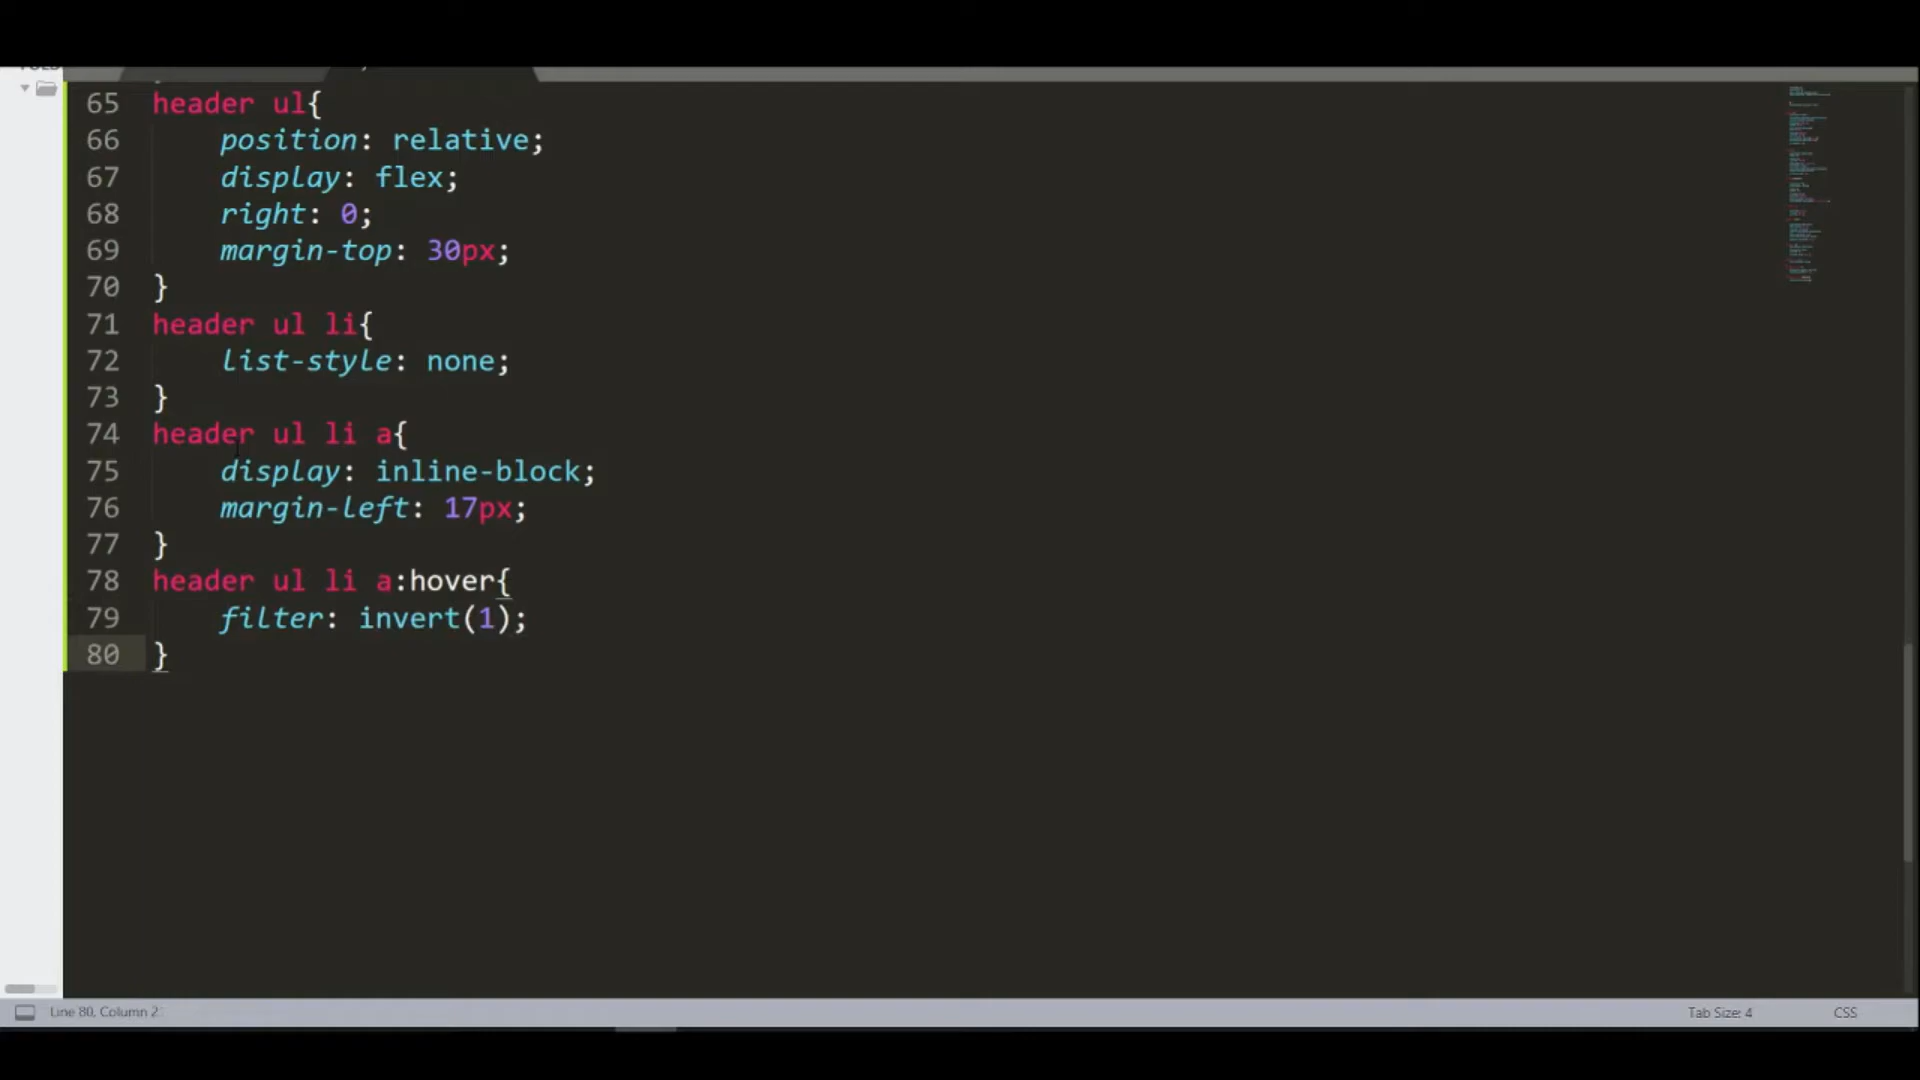 65 header ul{
66 position: relative;
67 display: flex;
68 right: 0;
69 margin-top: 30px;
70 }
71 header ul li{
72 list-style: none;
73 }
74 header ul li a{
75 display: inline-block;
76 margin-left: 17px;
77 }
78 header ul li a:hover{
79 filter: invert(1);
80 }
Line 80, Column 2
Tab Size: 4
CSS